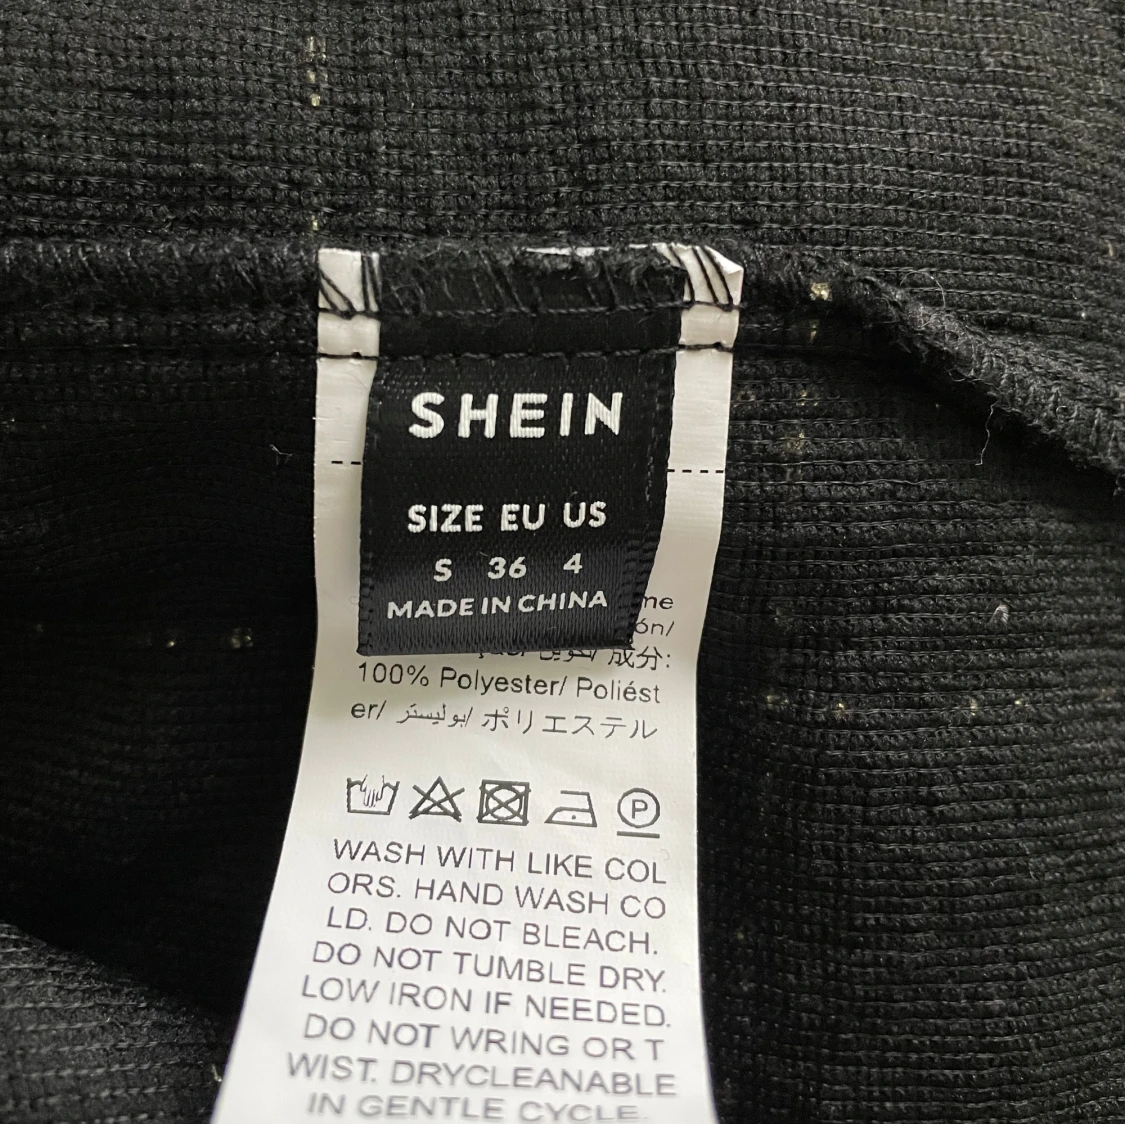 SHEIN
SIZE EU US
S 36 4
MADE IN CHINA
成分:
100% Polyester/ Poliést
er/ بوليستر/ ポリエステル
P
WASH WITH LIKE COL
ORS. HAND WASH CO
LD. DO NOT BLEACH.
DO NOT TUMBLE DRY.
LOW IRON IF NEEDED.
DO NOT WRING OR T
WIST. DRYCLEANABLE
IN GENTLE CYCLE.